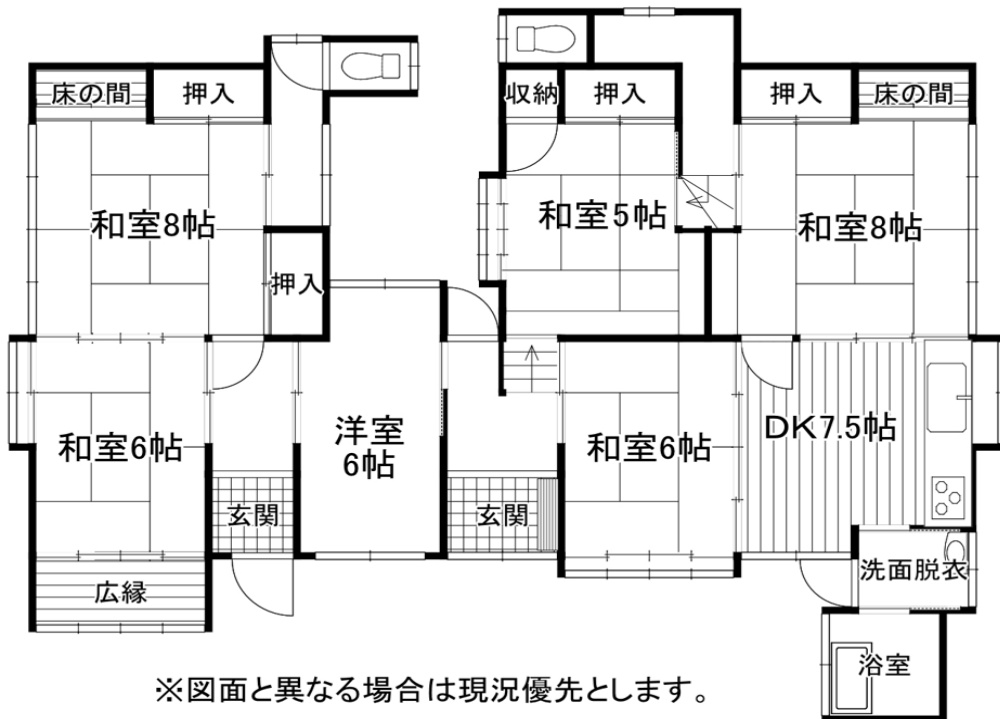 床の間
押入
収納
押入
押入
床の間
和室8帖
和室5帖
和室8帖
押入
和室6帖
洋室
6帖
和室6帖
DK7.5帖
玄関
玄関
広縁
洗面脱衣
浴室
※図面と異なる場合は現況優先とします。